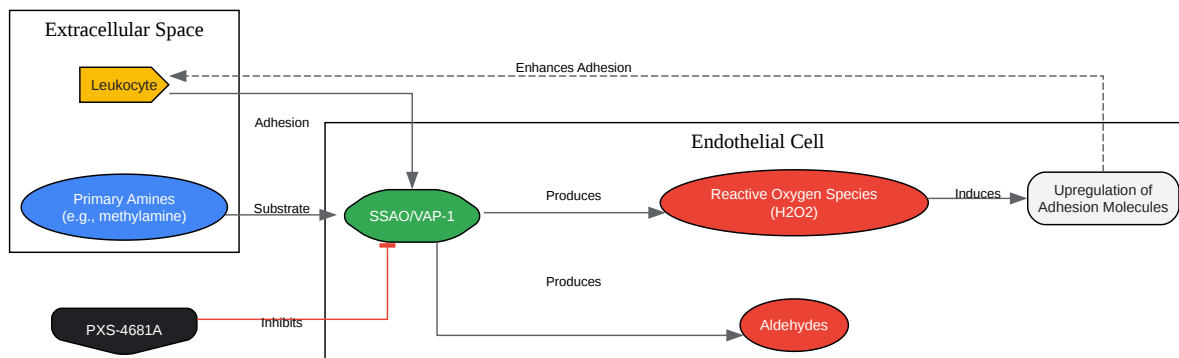 Extracellular Space
Leukocyte
Enhances Adhesion
Adhesion
Endothelial Cell
Primary Amines
(e.g., methylamine)
Substrate
SSAO/VAP-1
Produces
Reactive Oxygen Species
(H2O2)
Induces
Upregulation of
Adhesion Molecules
Produces
PXS-4681A
Inhibits
Aldehydes